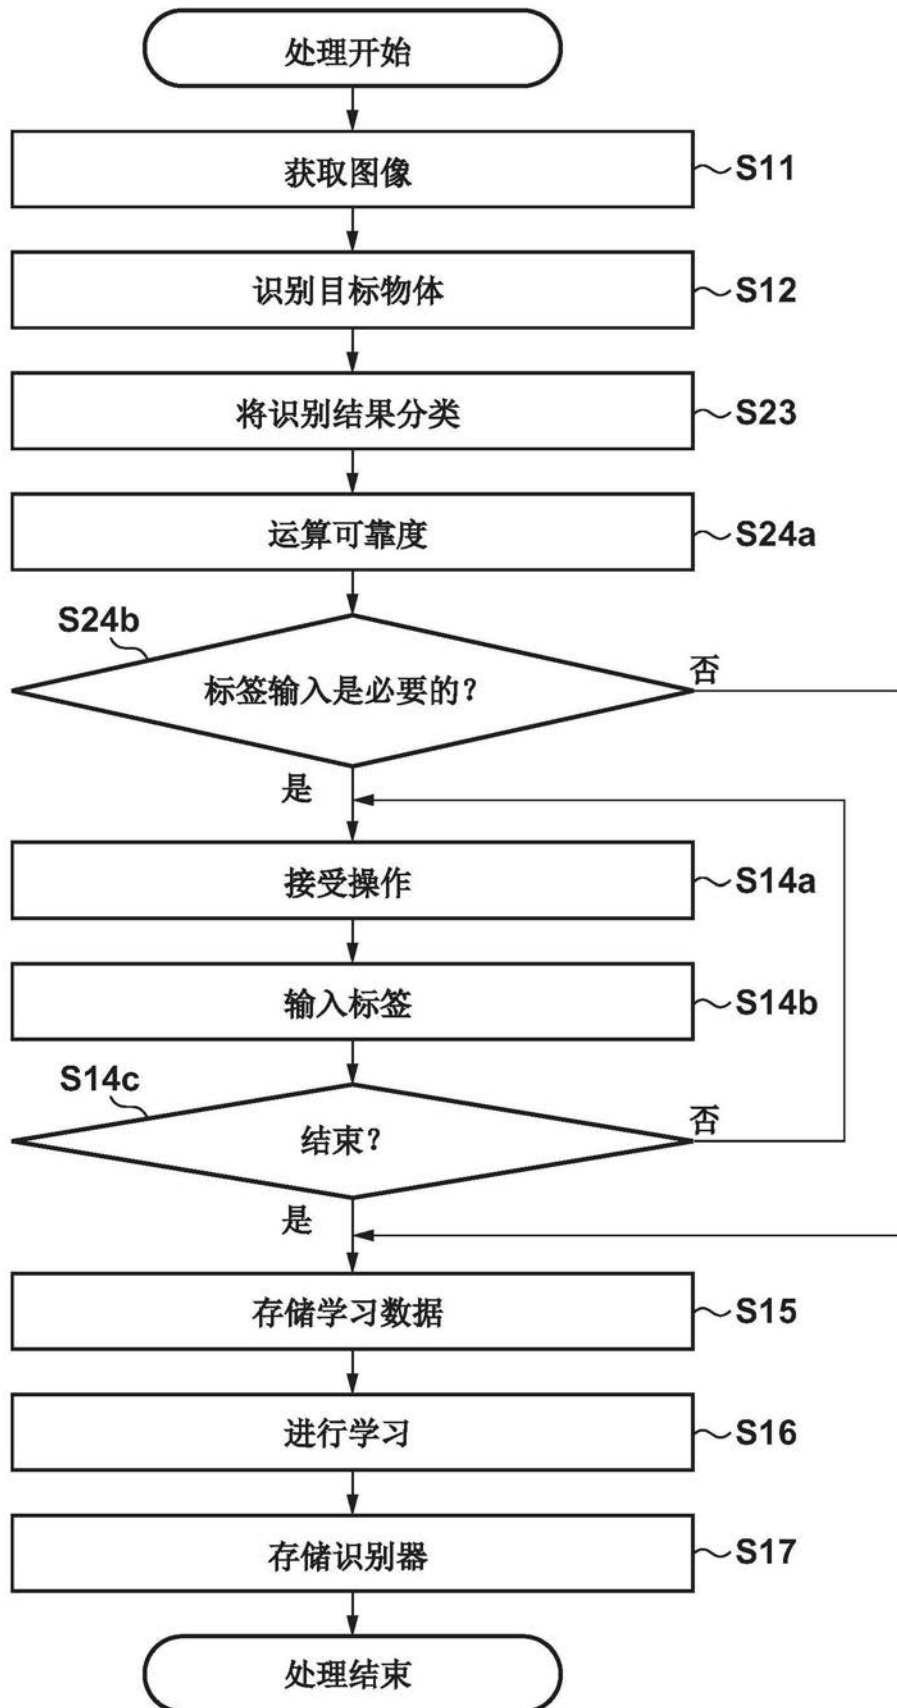 处理开始
获取图像
S11
识别目标物体
S12
将识别结果分类
S23
运算可靠度
S24a
S24b
标签输入是必要的?
否
是
接受操作
S14a
输入标签
S14b
S14c
结束?
否
是
存储学习数据
S15
进行学习
S16
存储识别器
S17
处理结束